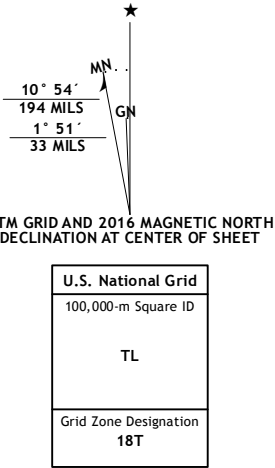 ★
MN
GN
10° 54´
194 MILS
1° 51´
33 MILS
TM GRID AND 2016 MAGNETIC NORTH
DECLINATION AT CENTER OF SHEET
U.S. National Grid
100,000-m Square ID
TL
Grid Zone Designation
18T